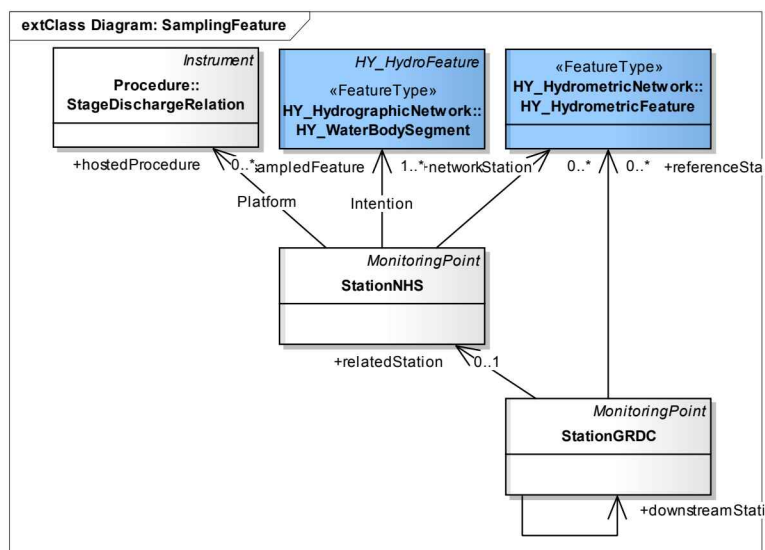 extClass Diagram: SamplingFeature
Instrument
Procedure::
StageDischargeRelation
HY_HydroFeature
«FeatureType»
HY_HydrographicNetwork::
HY_WaterBodySegment
«FeatureType»
HY_HydrometricNetwork::
HY_HydrometricFeature
+hostedProcedure
0..*
sampledFeature
1..*
+networkStation
0..*
0..*
+referenceSta
Platform
Intention
MonitoringPoint
StationNHS
+relatedStation
0..1
MonitoringPoint
StationGRDC
+downstreamStati